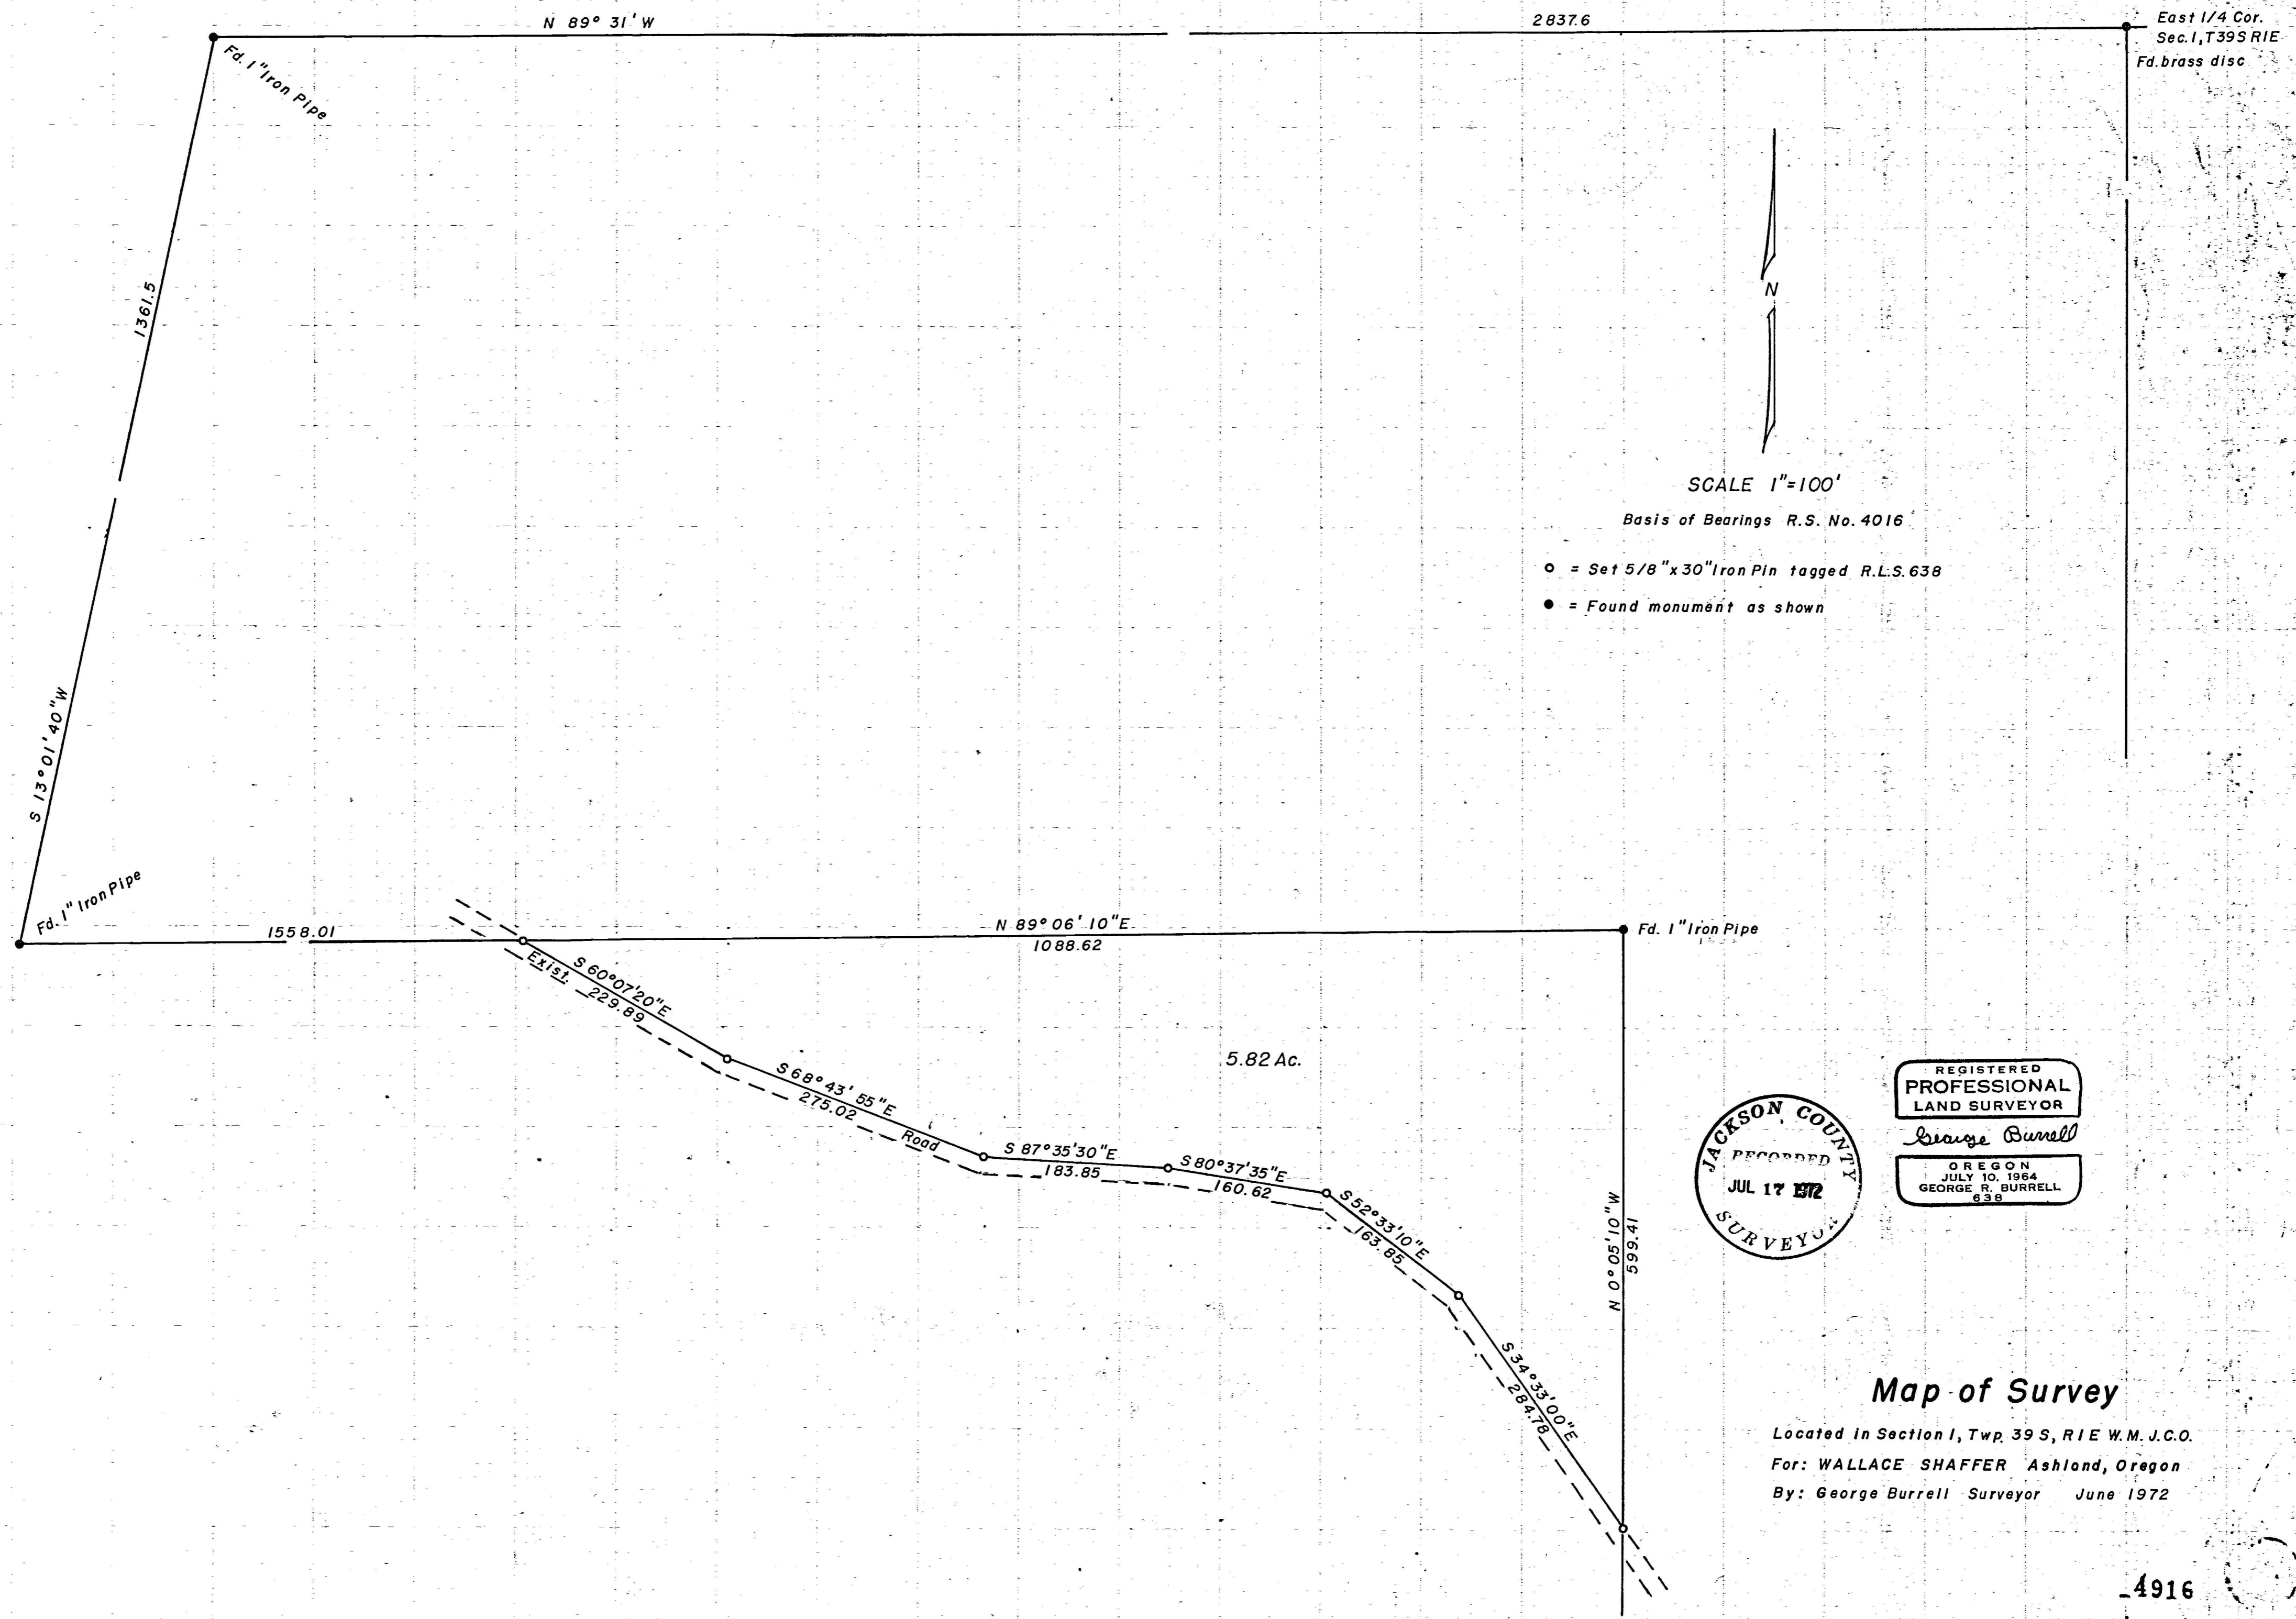 N 89° 31' W
2837.6
East 1/4 Cor.
Sec. 1, T39S R1E
Fd. brass disc
Fd. 1" Iron Pipe
1361.5
S 13° 01' 40" W
Fd. 1" Iron Pipe
N
SCALE 1"=100'
Basis of Bearings R.S. No. 4016
o = Set 5/8" x 30" Iron Pin tagged R.L.S. 638
● = Found monument as shown
1558.01
N 89° 06' 10" E
1088.62
Fd. 1" Iron Pipe
Exist.
S 60°07'20"E
229.89
S 68° 43' 55"E
275.02
Road
S 87°35'30"E
183.85
S 80°37'35"E
160.62
S 52°33'10"E
163.85
S 34°33'00"E
284.78
5.82 Ac.
N 0° 05' 10" W
599.41
JACKSON COUNTY
RECORDED
JUL 17 1972
SURVEYOR
REGISTERED
PROFESSIONAL
LAND SURVEYOR
George Burrell
OREGON
JULY 10, 1964
GEORGE R. BURRELL
638
Map of Survey
Located in Section 1, Twp. 39 S, R 1 E W.M. J.C.O.
For: WALLACE SHAFFER Ashland, Oregon
By: George Burrell Surveyor June 1972
4916